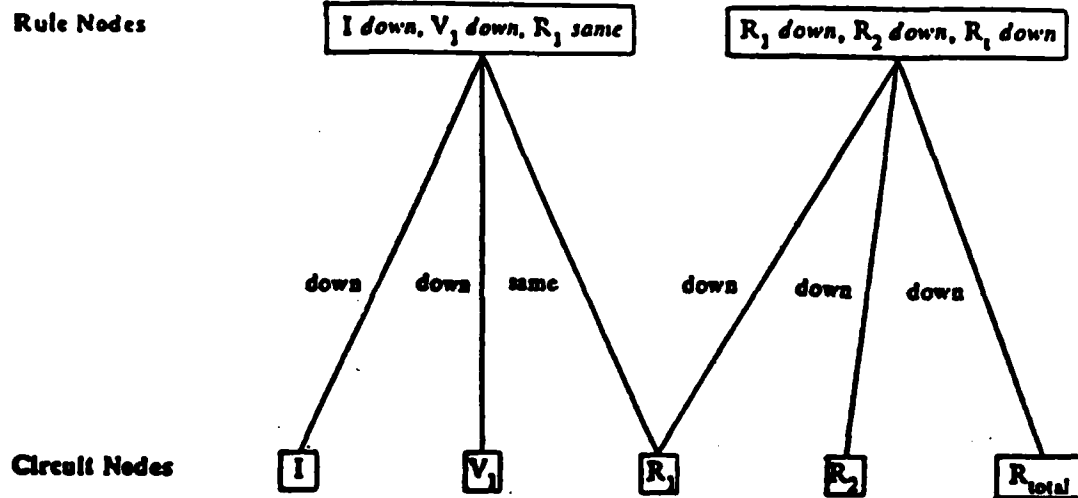 Rule Nodes
I down, V₁ down, R₁ same
R₁ down, R₂ down, Rₜ down
down down same down down down
Circuit Nodes
I V₁ R₁ R₂ R_total